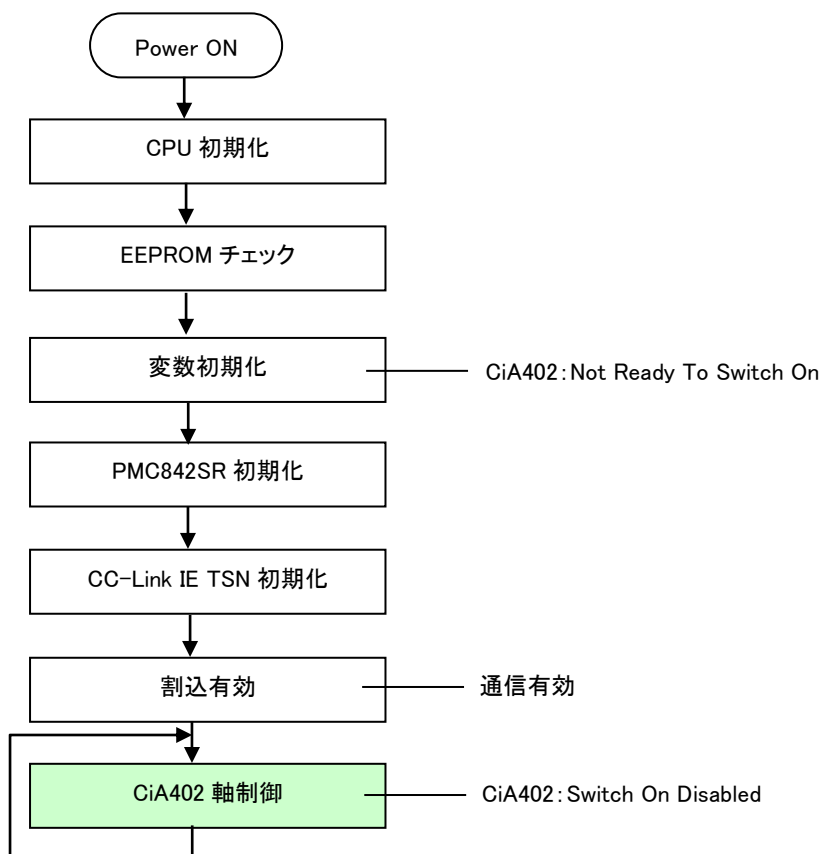 Power ON
CPU 初期化
EEPROM チェック
変数初期化
CiA402:Not Ready To Switch On
PMC842SR 初期化
CC-Link IE TSN 初期化
割込有効
通信有効
CiA402 軸制御
CiA402:Switch On Disabled